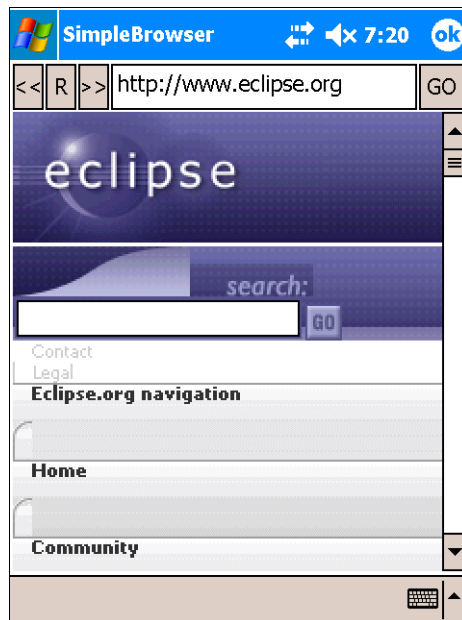 SimpleBrowser 7:20 ok
<< R >> http://www.eclipse.org GO
eclipse
search:
GO
Contact
Legal
Eclipse.org navigation
Home
Community